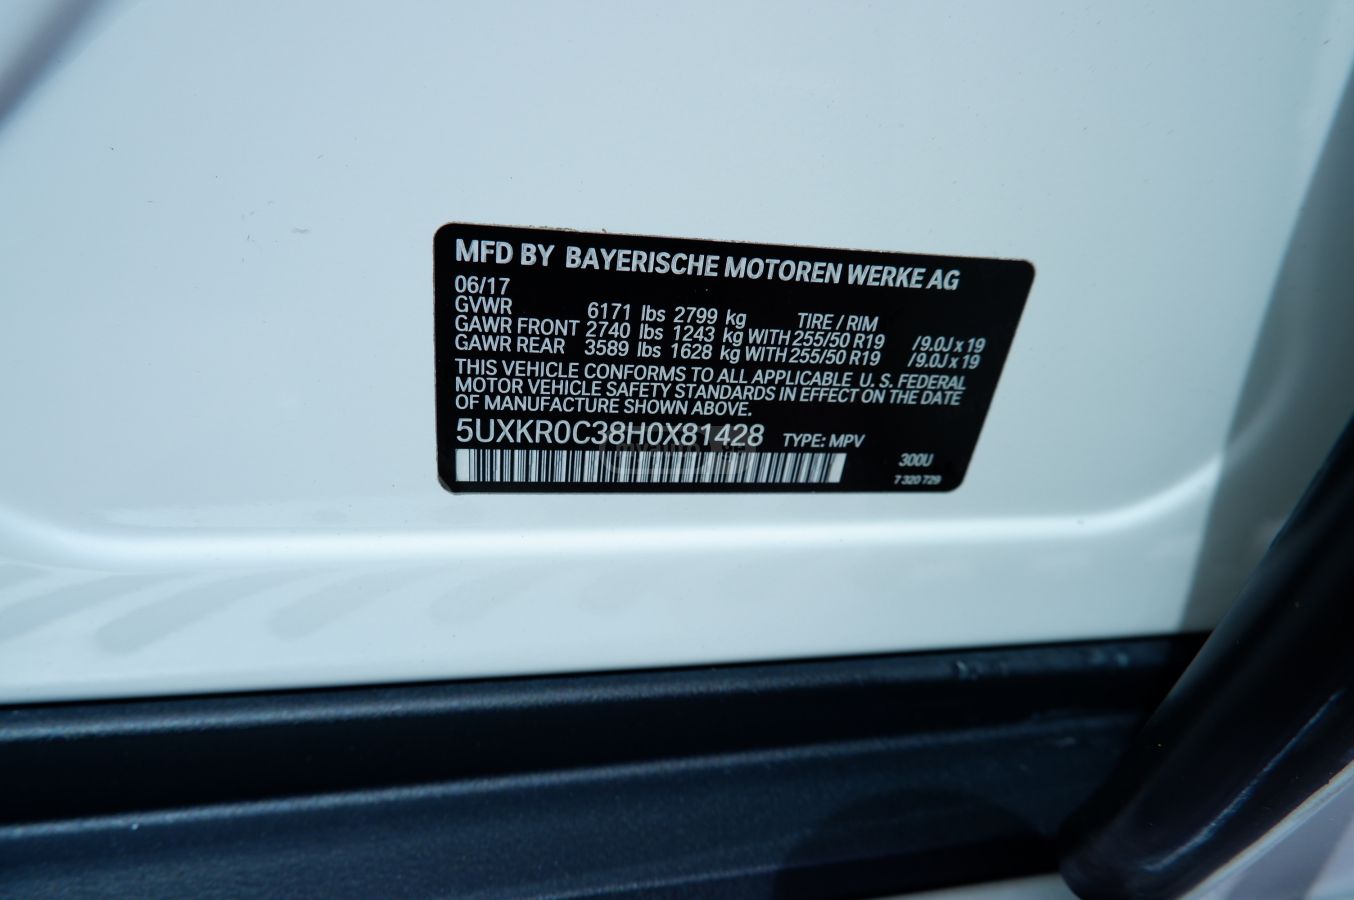 MFD BY BAYERISCHE MOTOREN WERKE AG
06/17
GVWR 6171 lbs 2799 kg TIRE / RIM
GAWR FRONT 2740 lbs 1243 kg WITH 255/50 R19 /9.0J x 19
GAWR REAR 3589 lbs 1628 kg WITH 255/50 R19 /9.0J x 19
THIS VEHICLE CONFORMS TO ALL APPLICABLE U. S. FEDERAL
MOTOR VEHICLE SAFETY STANDARDS IN EFFECT ON THE DATE
OF MANUFACTURE SHOWN ABOVE.
5UXKR0C38H0X81428 TYPE: MPV
300U
7 320 729